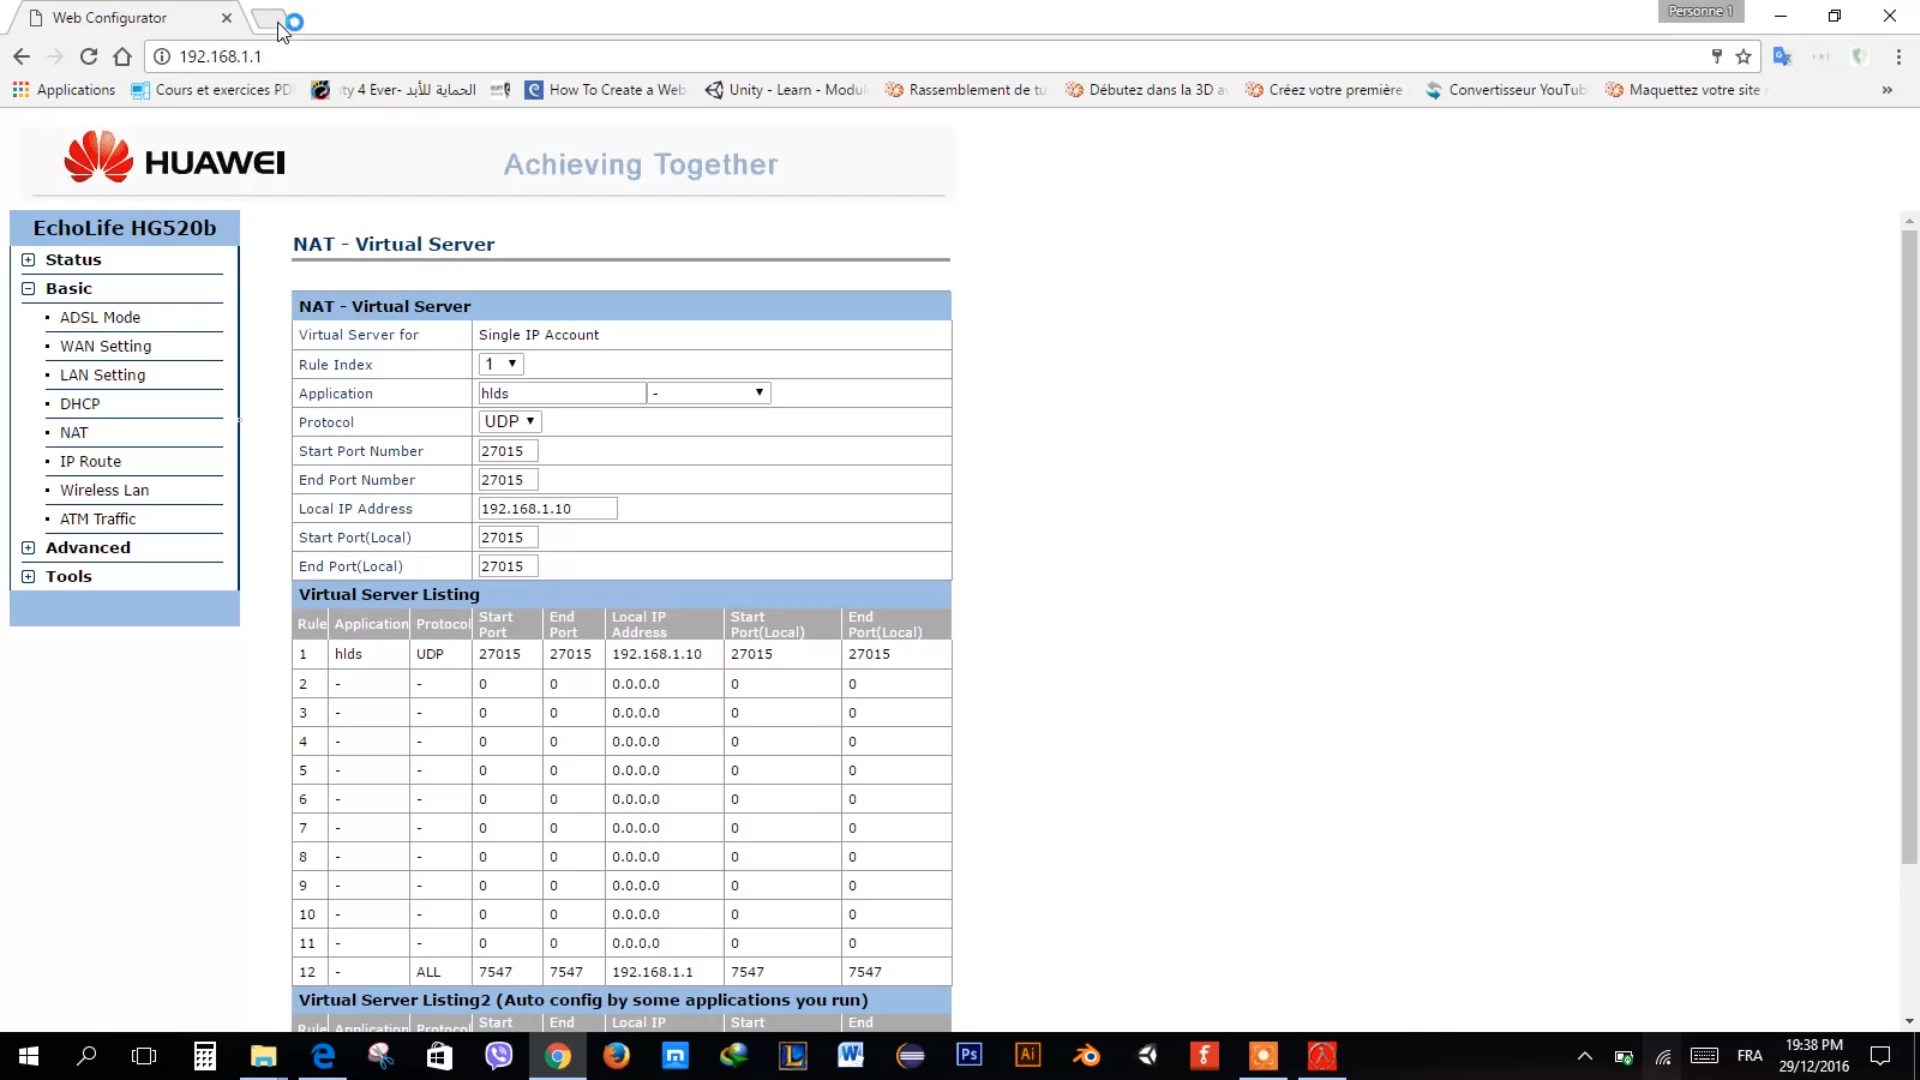 Web Configurator
Personne 1
192.168.1.1
Applications Cours et exercices PD ity 4 Ever- الحماية للأبد How To Create a Web Unity - Learn - Modul Rassemblement de tu Débutez dans la 3D a Créez votre première Convertisseur YouTub Maquettez votre site »
HUAWEI
Achieving Together
EchoLife HG520b
Status
Basic
ADSL Mode
WAN Setting
LAN Setting
DHCP
NAT
IP Route
Wireless Lan
ATM Traffic
Advanced
Tools
NAT - Virtual Server
NAT - Virtual Server
Virtual Server for Single IP Account
Rule Index 1
Application hlds -
Protocol UDP
Start Port Number 27015
End Port Number 27015
Local IP Address 192.168.1.10
Start Port(Local) 27015
End Port(Local) 27015
Virtual Server Listing
Rule Application Protocol Start Port End Port Local IP Address Start Port(Local) End Port(Local)
1 hlds UDP 27015 27015 192.168.1.10 27015 27015
2 - - 0 0 0.0.0.0 0 0
3 - - 0 0 0.0.0.0 0 0
4 - - 0 0 0.0.0.0 0 0
5 - - 0 0 0.0.0.0 0 0
6 - - 0 0 0.0.0.0 0 0
7 - - 0 0 0.0.0.0 0 0
8 - - 0 0 0.0.0.0 0 0
9 - - 0 0 0.0.0.0 0 0
10 - - 0 0 0.0.0.0 0 0
11 - - 0 0 0.0.0.0 0 0
12 - ALL 7547 7547 192.168.1.1 7547 7547
Virtual Server Listing2 (Auto config by some applications you run)
Rule Application Protocol Start End Local IP Start End
Ps Ai
FRA
19:38 PM
29/12/2016